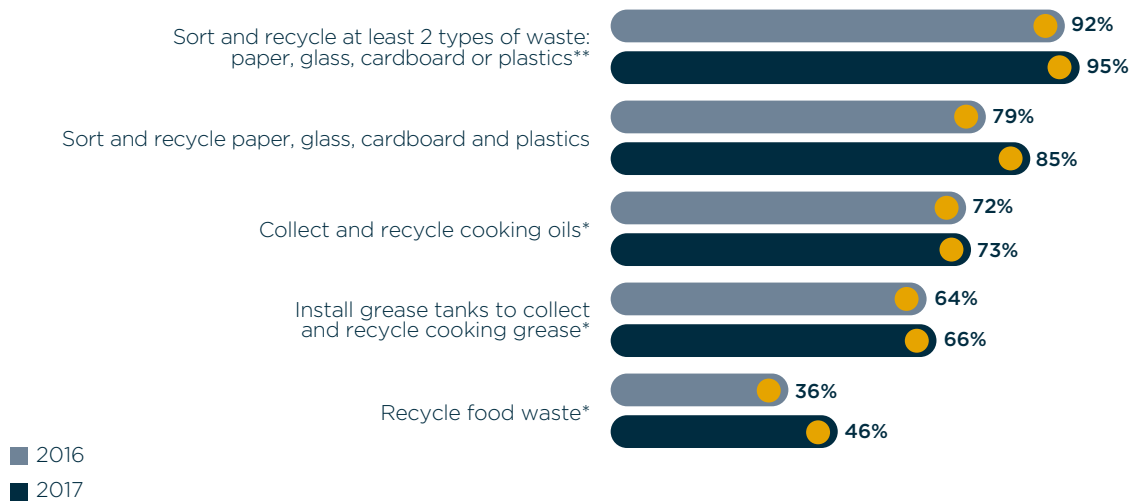 92%
Sort and recycle at least 2 types of waste:
paper, glass, cardboard or plastics**
95%
79%
Sort and recycle paper, glass, cardboard and plastics
85%
72%
Collect and recycle cooking oils*
73%
64%
Install grease tanks to collect
and recycle cooking grease*
66%
36%
Recycle food waste*
46%
2016
2017